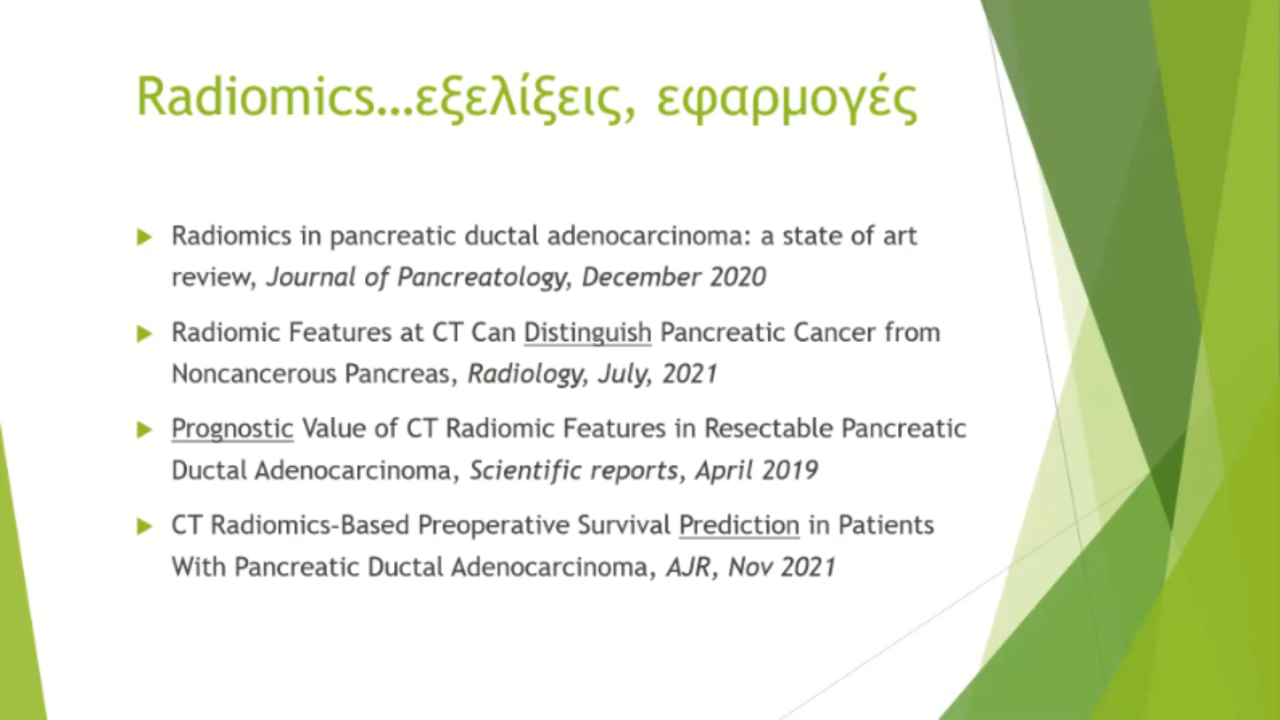 Radiomics...εξελίξεις, εφαρμογές
Radiomics in pancreatic ductal adenocarcinoma: a state of art
review, Journal of Pancreatology, December 2020
Radiomic Features at CT Can Distinguish Pancreatic Cancer from
Noncancerous Pancreas, Radiology, July, 2021
Prognostic Value of CT Radiomic Features in Resectable Pancreatic
Ductal Adenocarcinoma, Scientific reports, April 2019
CT Radiomics-Based Preoperative Survival Prediction in Patients
With Pancreatic Ductal Adenocarcinoma, AJR, Nov 2021